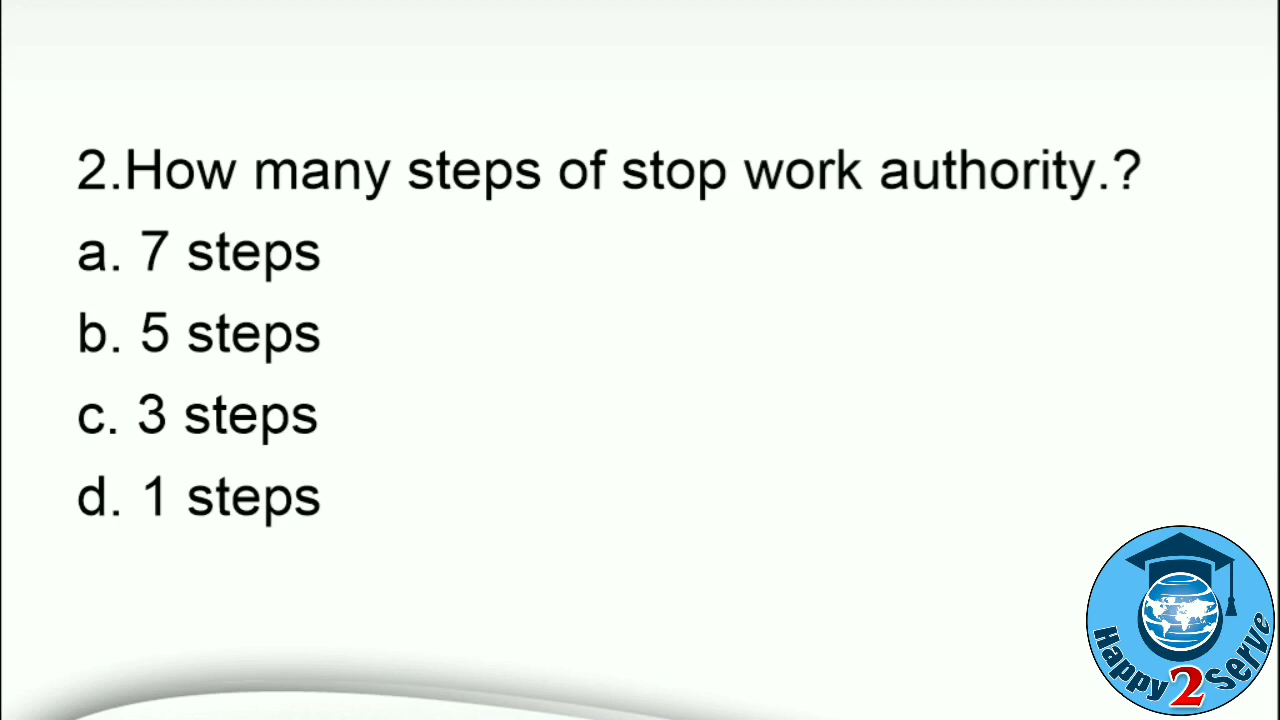 2.How many steps of stop work authority.?
a. 7 steps
b. 5 steps
c. 3 steps
d. 1 steps
Happy 2 Serve